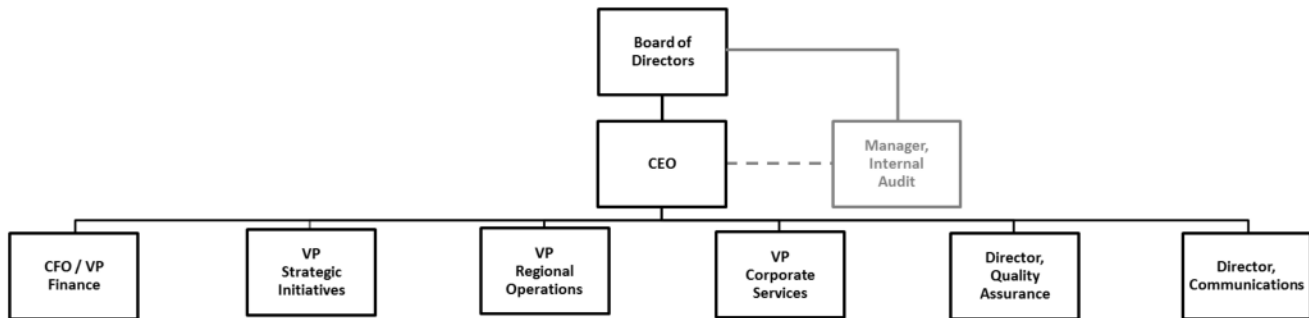 Board of
Directors
CEO
Manager,
Internal
Audit
CFO / VP
Finance
VP
Strategic
Initiatives
VP
Regional
Operations
VP
Corporate
Services
Director,
Quality
Assurance
Director,
Communications